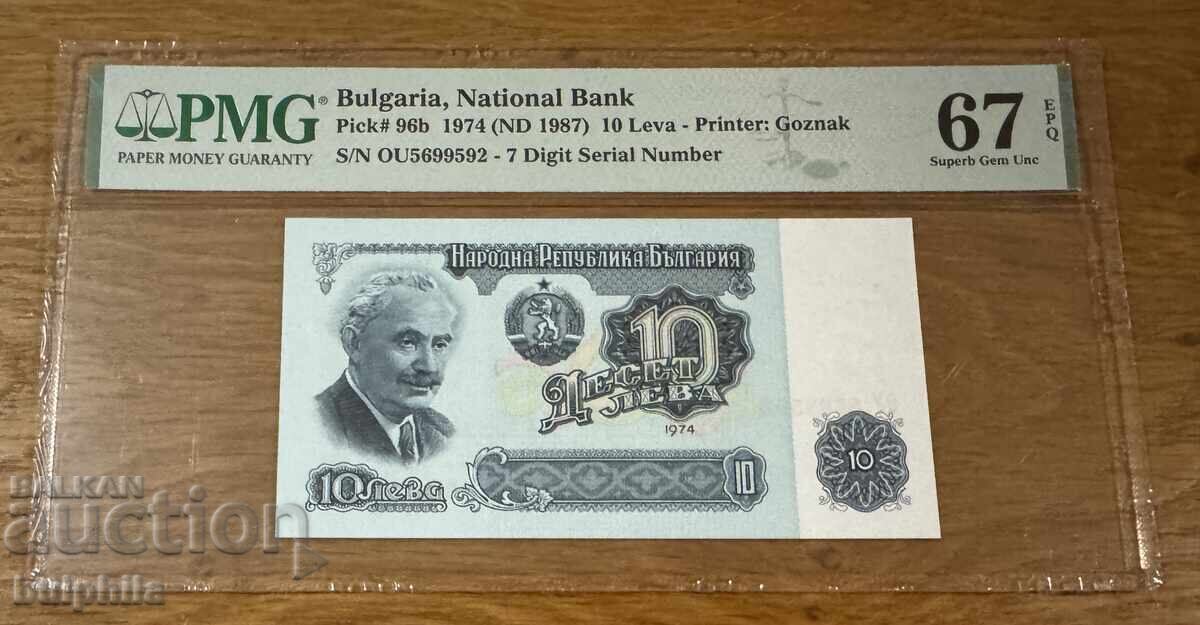 PMG®
PAPER MONEY GUARANTY
Bulgaria, National Bank
Pick# 96b 1974 (ND 1987) 10 Leva - Printer: Goznak
S/N OU5699592 - 7 Digit Serial Number
67
EPQ
Superb Gem Unc
НАРОДНА РЕПУБЛИКА БЪЛГАРИЯ
10
ДЕСЕТ
ЛЕВА
1974
10 ЛЕВА
10
10
BALKAN
auction
bulphila